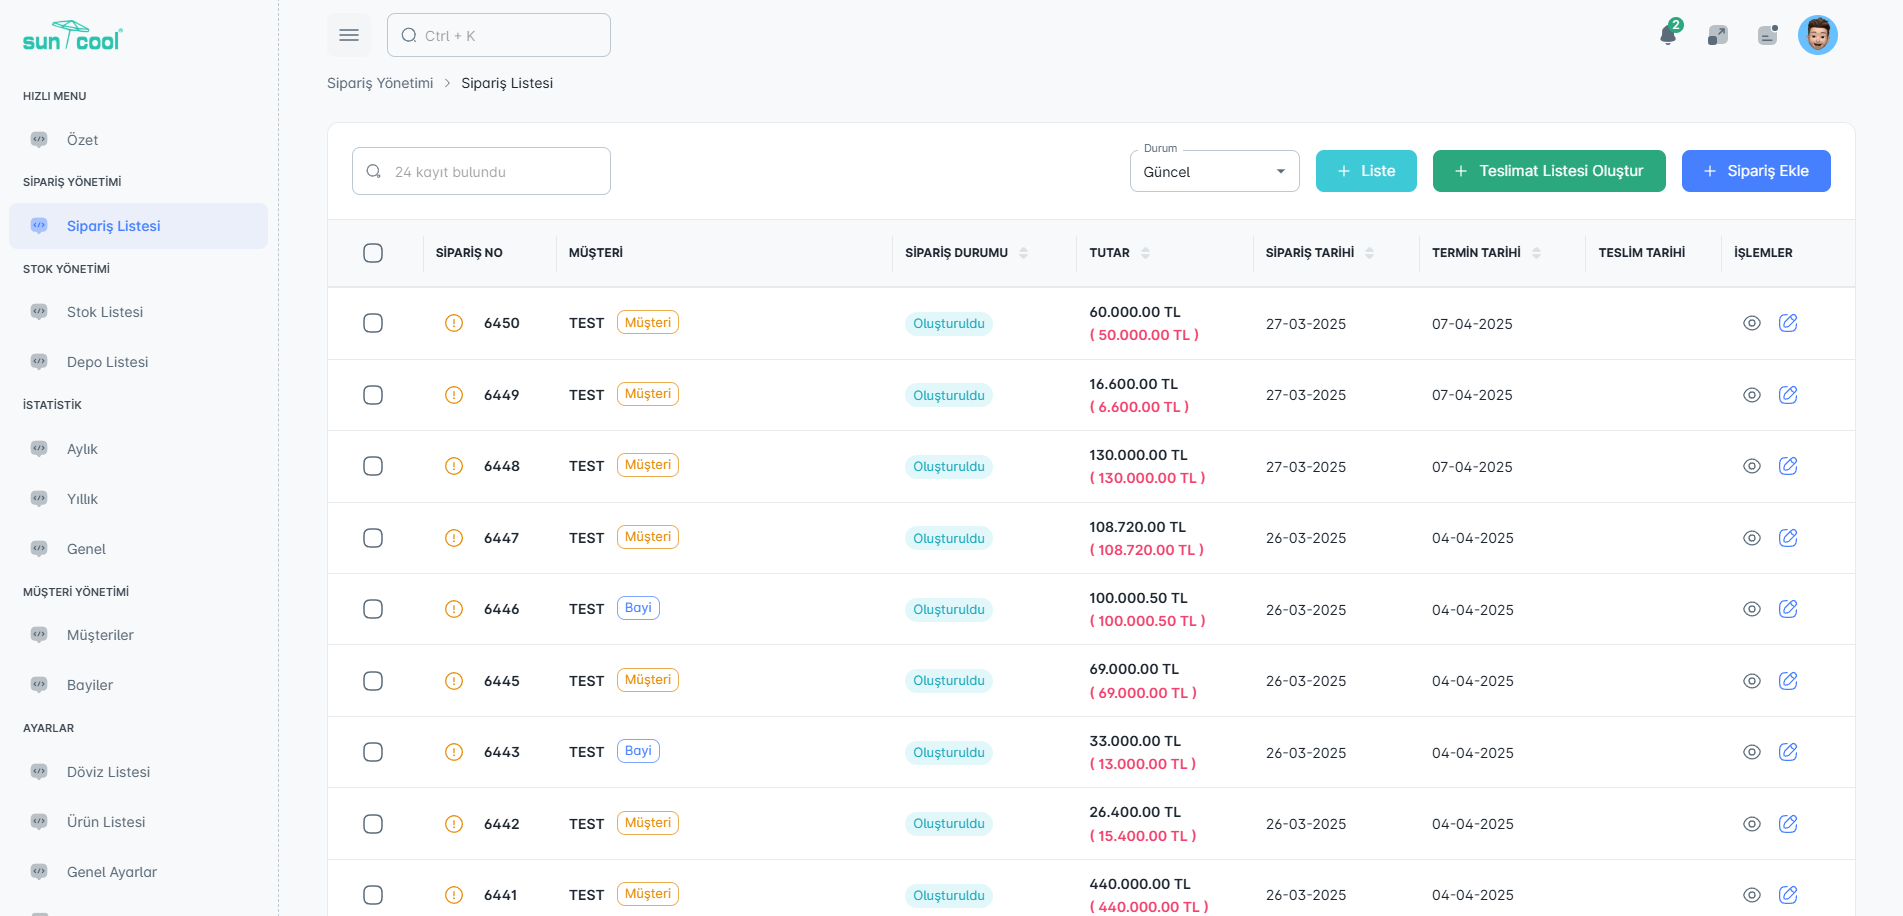 sun cool
HIZLI MENU
Özet
SİPARİŞ YÖNETİMİ
Sipariş Listesi
STOK YÖNETİMİ
Stok Listesi
Depo Listesi
İSTATİSTİK
Aylık
Yıllık
Genel
MÜŞTERİ YÖNETİMİ
Müşteriler
Bayiler
AYARLAR
Döviz Listesi
Ürün Listesi
Genel Ayarlar
Ctrl + K
2
Sipariş Yönetimi > Sipariş Listesi
24 kayıt bulundu
Durum
Güncel
+ Liste
+ Teslimat Listesi Oluştur
+ Sipariş Ekle
SİPARİŞ NO MÜŞTERİ SİPARİŞ DURUMU TUTAR SİPARİŞ TARİHİ TERMİN TARİHİ TESLİM TARİHİ İŞLEMLER
6450 TEST Müşteri Oluşturuldu 60.000.00 TL 27-03-2025 07-04-2025
( 50.000.00 TL )
6449 TEST Müşteri Oluşturuldu 16.600.00 TL 27-03-2025 07-04-2025
( 6.600.00 TL )
6448 TEST Müşteri Oluşturuldu 130.000.00 TL 27-03-2025 07-04-2025
( 130.000.00 TL )
6447 TEST Müşteri Oluşturuldu 108.720.00 TL 26-03-2025 04-04-2025
( 108.720.00 TL )
6446 TEST Bayi Oluşturuldu 100.000.50 TL 26-03-2025 04-04-2025
( 100.000.50 TL )
6445 TEST Müşteri Oluşturuldu 69.000.00 TL 26-03-2025 04-04-2025
( 69.000.00 TL )
6443 TEST Bayi Oluşturuldu 33.000.00 TL 26-03-2025 04-04-2025
( 13.000.00 TL )
6442 TEST Müşteri Oluşturuldu 26.400.00 TL 26-03-2025 04-04-2025
( 15.400.00 TL )
6441 TEST Müşteri Oluşturuldu 440.000.00 TL 26-03-2025 04-04-2025
( 440.000.00 TL )